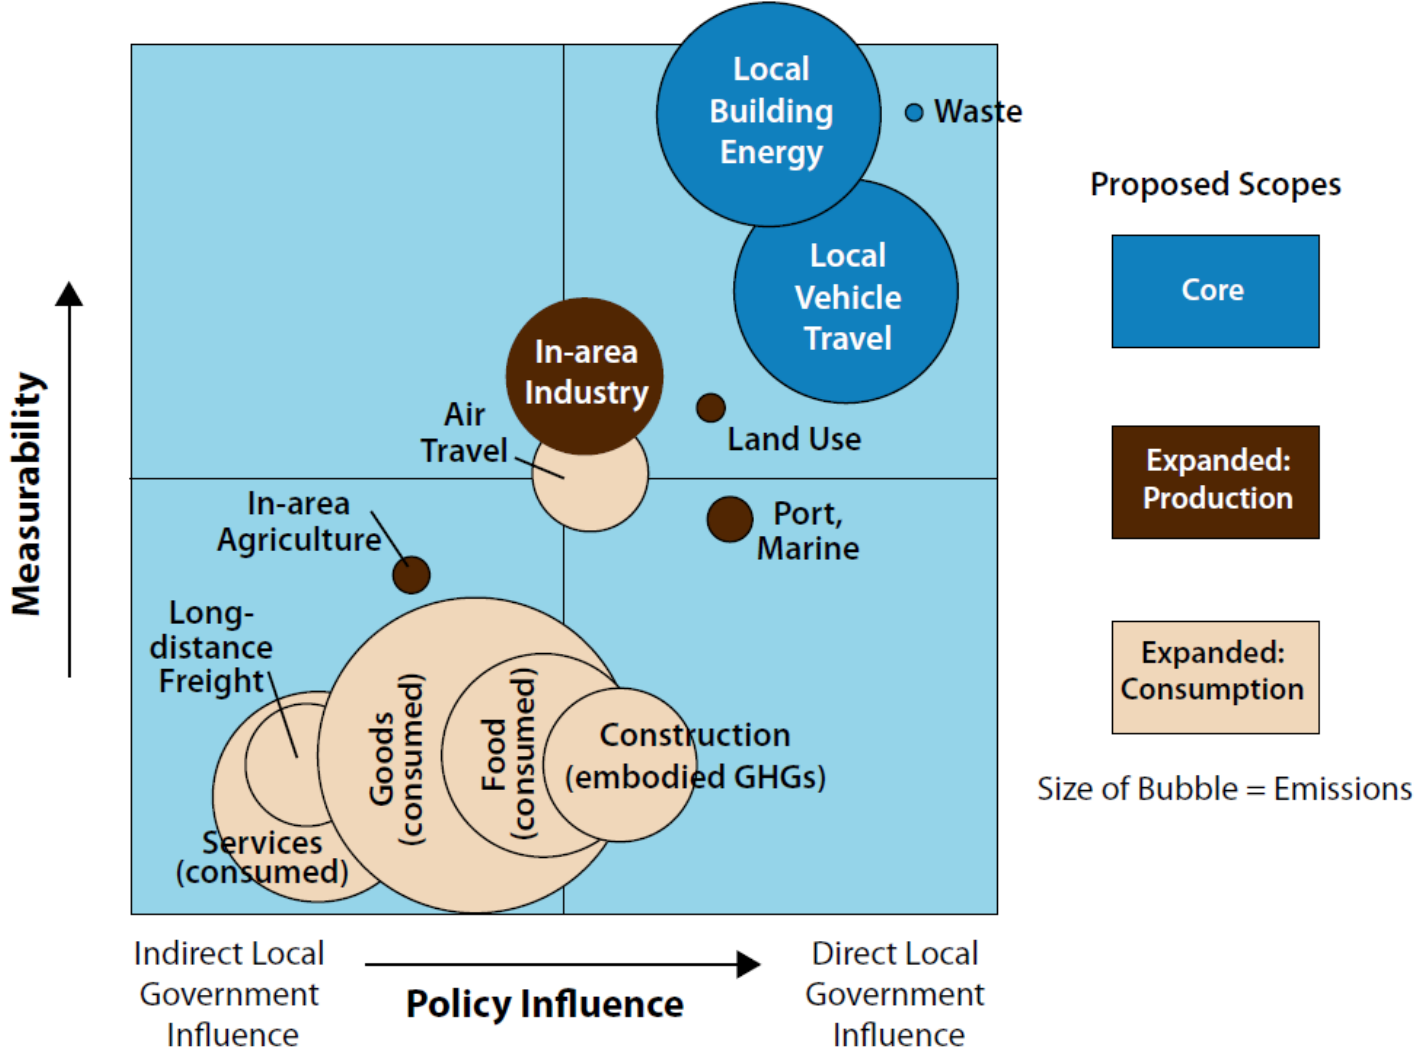 Local
Building
Energy
Waste
Local
Vehicle
Travel
In-area
Industry
Air
Travel
Land Use
In-area
Agriculture
Port,
Marine
Long-
distance
Freight
Goods
(consumed)
Food
(consumed)
Construction
(embodied GHGs)
Services
(consumed)
Measurability
Indirect Local
Government
Influence
Policy Influence
Direct Local
Government
Influence
Proposed Scopes
Core
Expanded:
Production
Expanded:
Consumption
Size of Bubble = Emissions